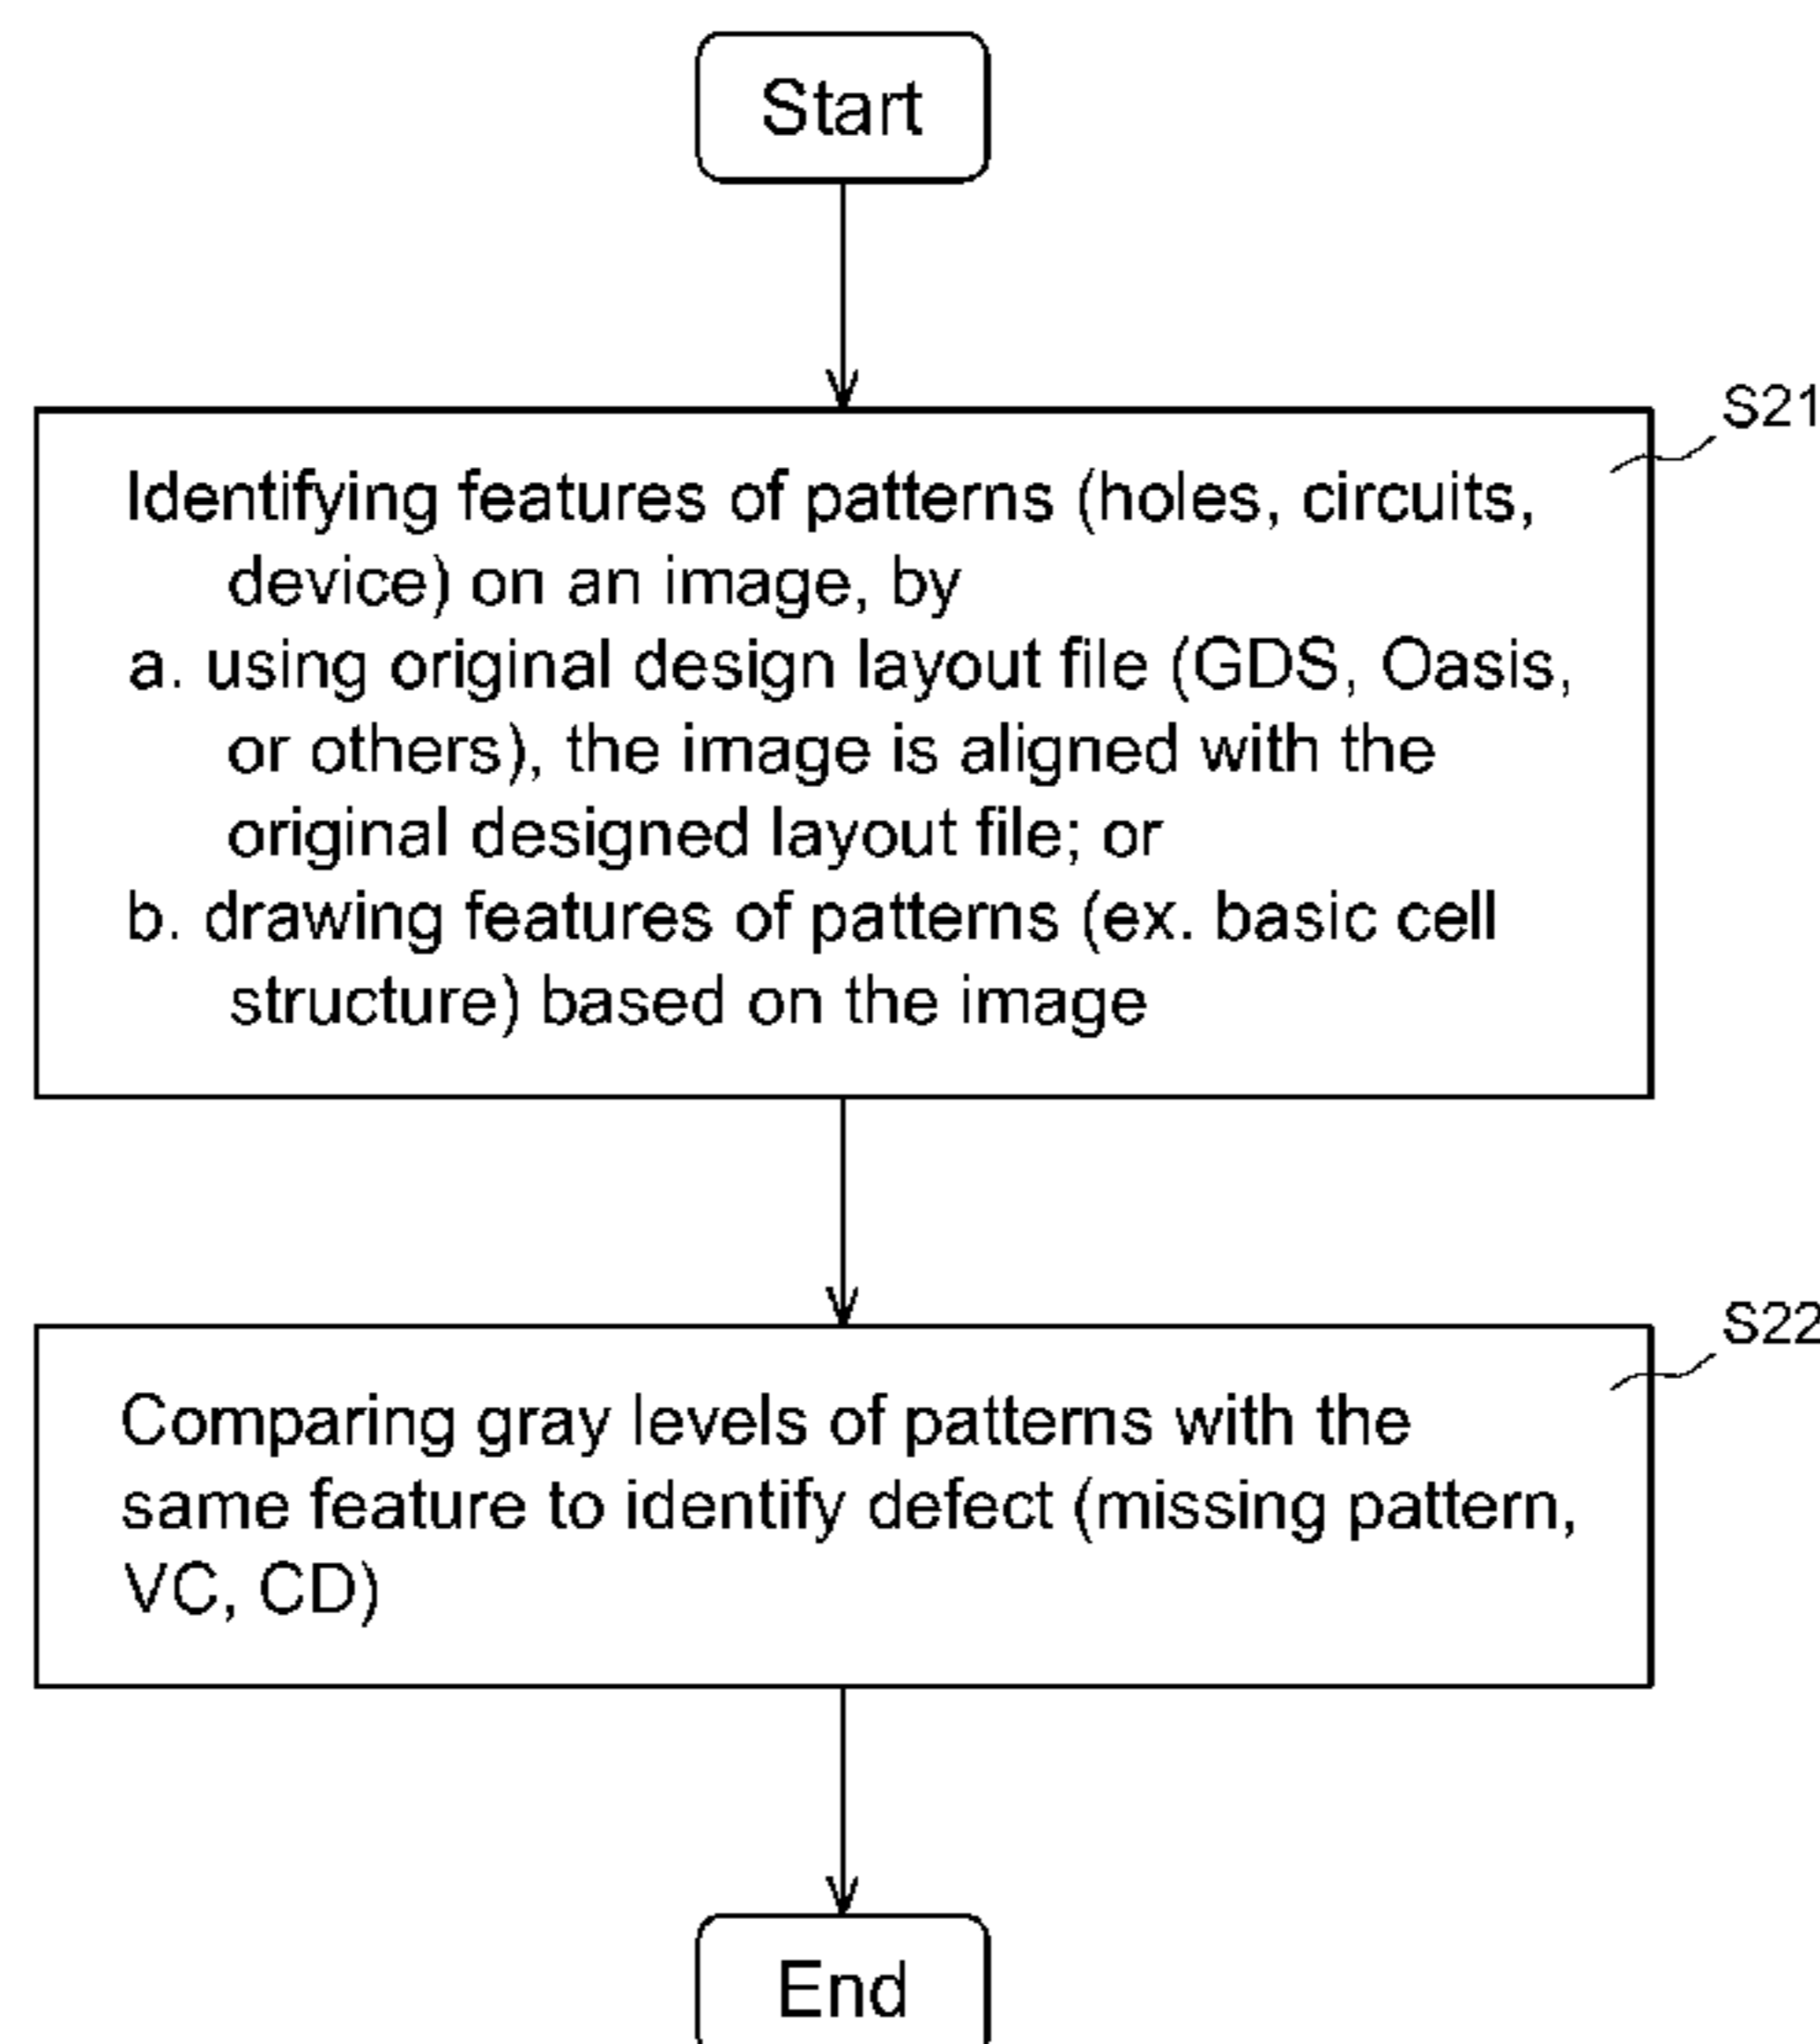 Start
S21
Identifying features of patterns (holes, circuits,
device) on an image, by
a. using original design layout file (GDS, Oasis,
or others), the image is aligned with the
original designed layout file; or
b. drawing features of patterns (ex. basic cell
structure) based on the image
S22
Comparing gray levels of patterns with the
same feature to identify defect (missing pattern,
VC, CD)
End